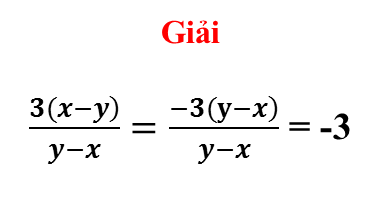 Giải
3(x−y)/y−x = −3(y−x)/y−x = -3